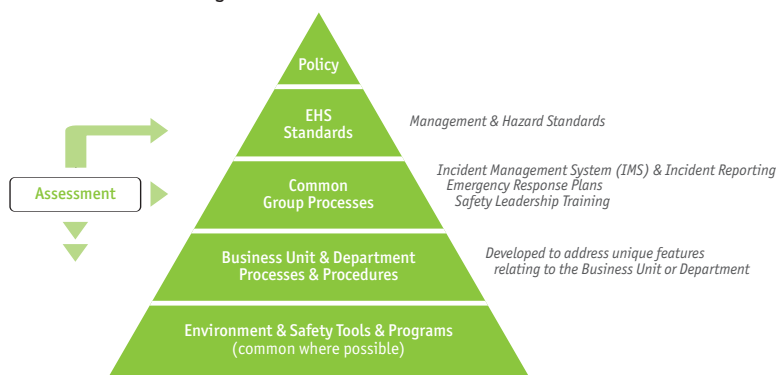 Policy
EHS
Standards
Management & Hazard Standards
Assessment
Common
Group Processes
Incident Management System (IMS) & Incident Reporting
Emergency Response Plans
Safety Leadership Training
Business Unit & Department
Processes & Procedures
Developed to address unique features
relating to the Business Unit or Department
Environment & Safety Tools & Programs
(common where possible)